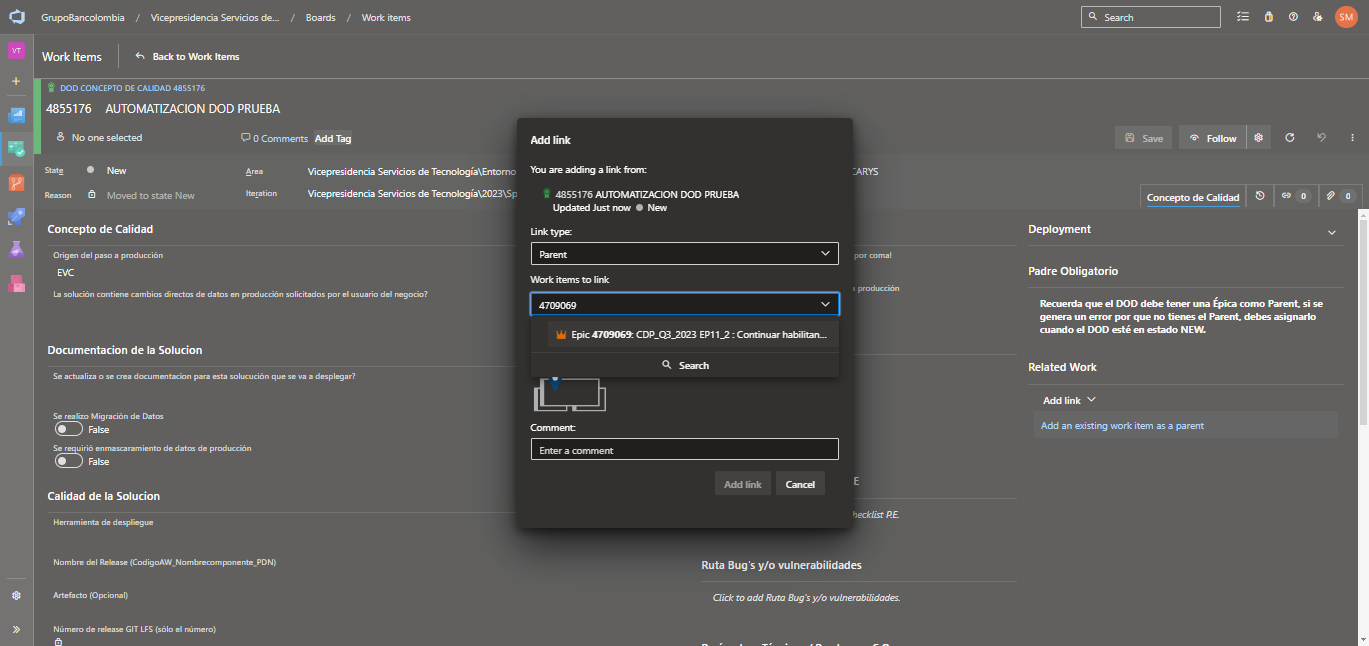 GrupoBancolombia / Vicepresidencia Servicios de... / Boards / Work items
Search
SM
VT
Work Items
Back to Work Items
DOD CONCEPTO DE CALIDAD 4855176
4855176 AUTOMATIZACION DOD PRUEBA
No one selected
0 Comments
Add Tag
Save
Follow
State
New
Area
Vicepresidencia Servicios de Tecnología\Entorno
CARYS
Reason
Moved to state New
Iteration
Vicepresidencia Servicios de Tecnología\2023\Sp
Concepto de Calidad
0
0
Concepto de Calidad
Origen del paso a producción
EVC
La solución contiene cambios directos de datos en producción solicitados por el usuario del negocio?
Documentacion de la Solucion
Se actualiza o se crea documentacion para esta solucución que se va a desplegar?
Se realizo Migración de Datos
False
Se requirió enmascaramiento de datos de producción
False
Calidad de la Solucion
Herramienta de despliegue
Nombre del Release (CodigoAW_Nombrecomponente_PDN)
Artefacto (Opcional)
Número de release GIT LFS (sólo el número)
Add link
You are adding a link from:
4855176 AUTOMATIZACION DOD PRUEBA
Updated Just now New
Link type:
Parent
Work items to link
4709069
Epic 4709069: CDP_Q3_2023 EP11_2 : Continuar habilitan...
Search
Comment:
Enter a comment
Add link
Cancel
por comal
producción
E
hecklist P.E.
Ruta Bug's y/o vulnerabilidades
Click to add Ruta Bug's y/o vulnerabilidades.
Deployment
Padre Obligatorio
Recuerda que el DOD debe tener una Épica como Parent, si se
genera un error por que no tienes el Parent, debes asignarlo
cuando el DOD esté en estado NEW.
Related Work
Add link
Add an existing work item as a parent